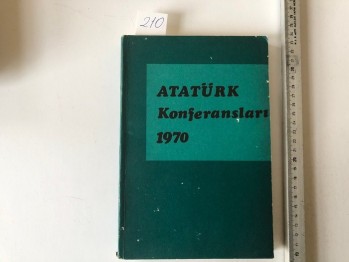 210
ATATÜRK
Konferansları
1970